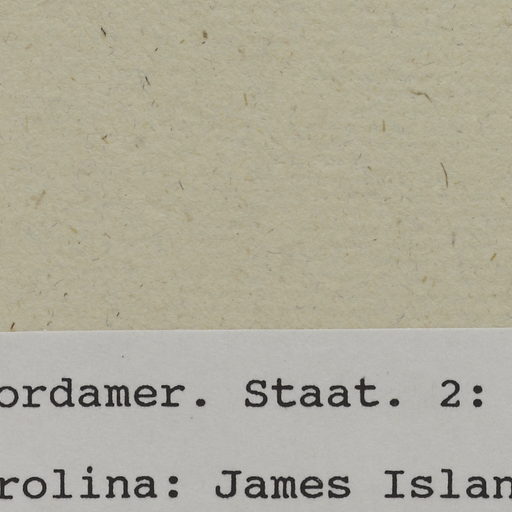 ordamer. Staat. 2:
rolina: James Islan